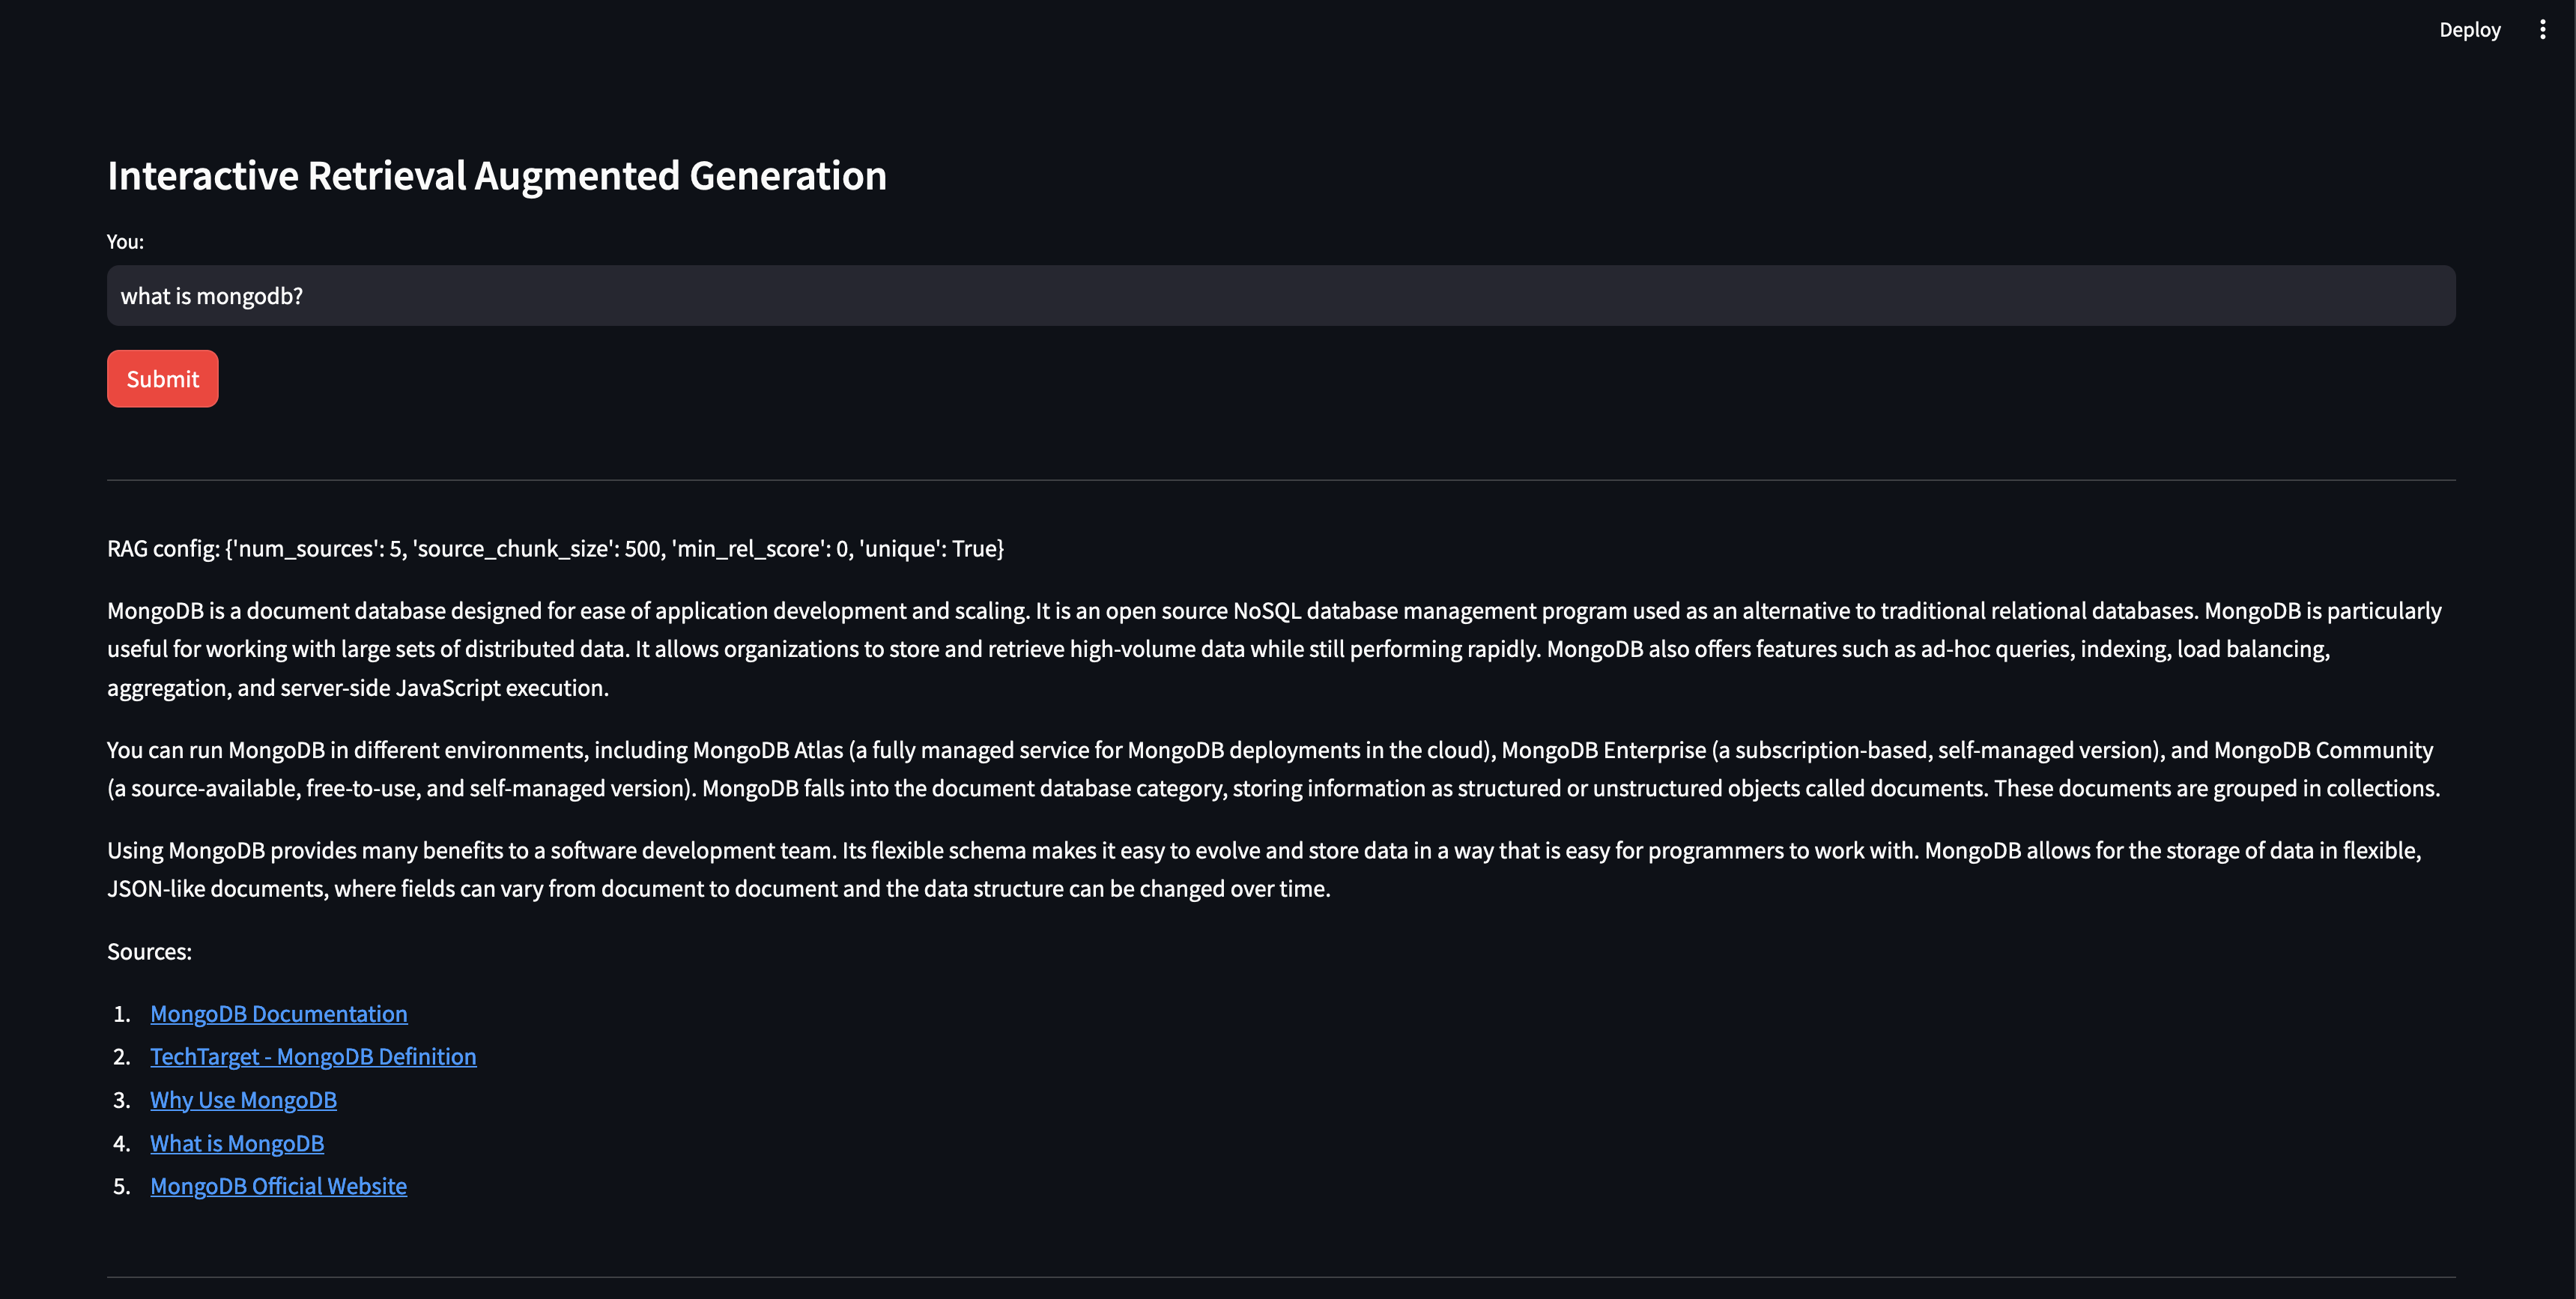 Deploy
Interactive Retrieval Augmented Generation
You:
what is mongodb?
Submit
RAG config: {'num_sources': 5, 'source_chunk_size': 500, 'min_rel_score': 0, 'unique': True}
MongoDB is a document database designed for ease of application development and scaling. It is an open source NoSQL database management program used as an alternative to traditional relational databases. MongoDB is particularly
useful for working with large sets of distributed data. It allows organizations to store and retrieve high-volume data while still performing rapidly. MongoDB also offers features such as ad-hoc queries, indexing, load balancing,
aggregation, and server-side JavaScript execution.
You can run MongoDB in different environments, including MongoDB Atlas (a fully managed service for MongoDB deployments in the cloud), MongoDB Enterprise (a subscription-based, self-managed version), and MongoDB Community
(a source-available, free-to-use, and self-managed version). MongoDB falls into the document database category, storing information as structured or unstructured objects called documents. These documents are grouped in collections.
Using MongoDB provides many benefits to a software development team. Its flexible schema makes it easy to evolve and store data in a way that is easy for programmers to work with. MongoDB allows for the storage of data in flexible,
JSON-like documents, where fields can vary from document to document and the data structure can be changed over time.
Sources:
1. MongoDB Documentation
2. TechTarget - MongoDB Definition
3. Why Use MongoDB
4. What is MongoDB
5. MongoDB Official Website